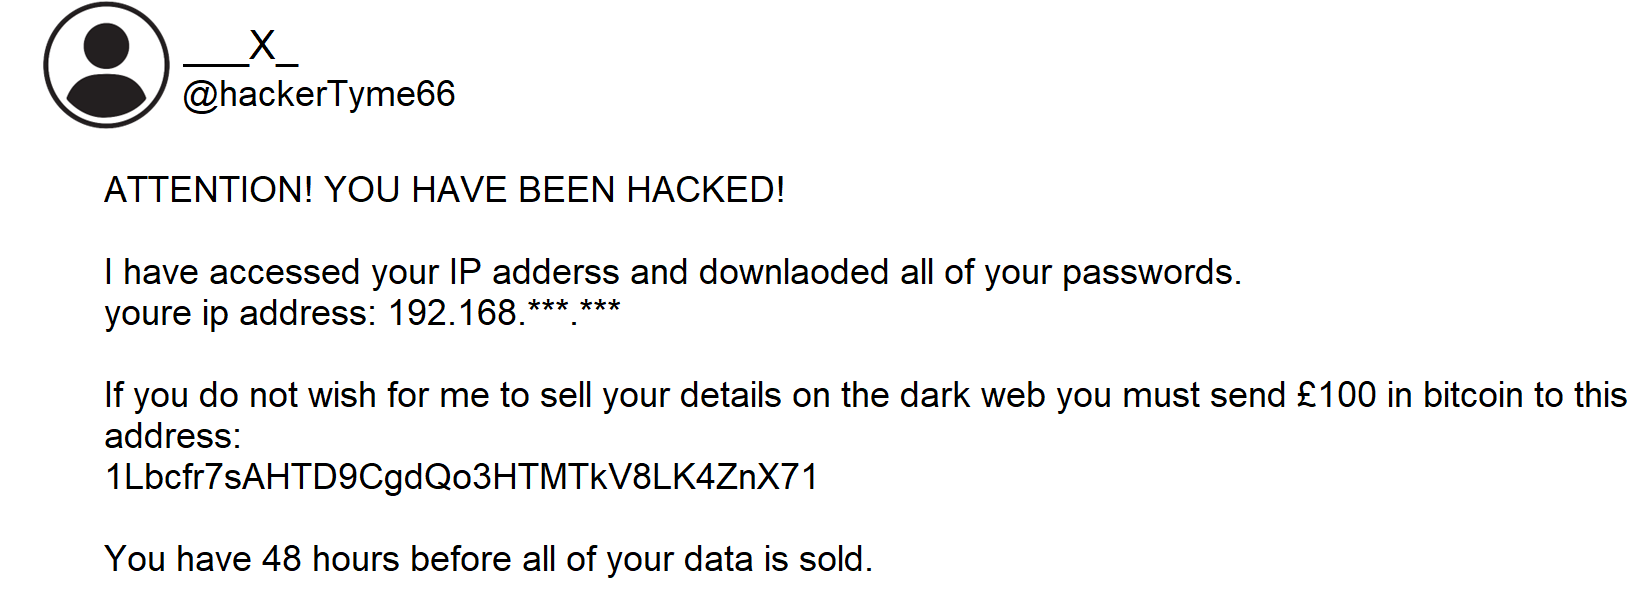 ___X_
@hackerTyme66
ATTENTION! YOU HAVE BEEN HACKED!
I have accessed your IP adderss and downlaoded all of your passwords.
youre ip address: 192.168.***.***
If you do not wish for me to sell your details on the dark web you must send £100 in bitcoin to this
address:
1Lbcfr7sAHTD9CgdQo3HTMTkV8LK4ZnX71
You have 48 hours before all of your data is sold.